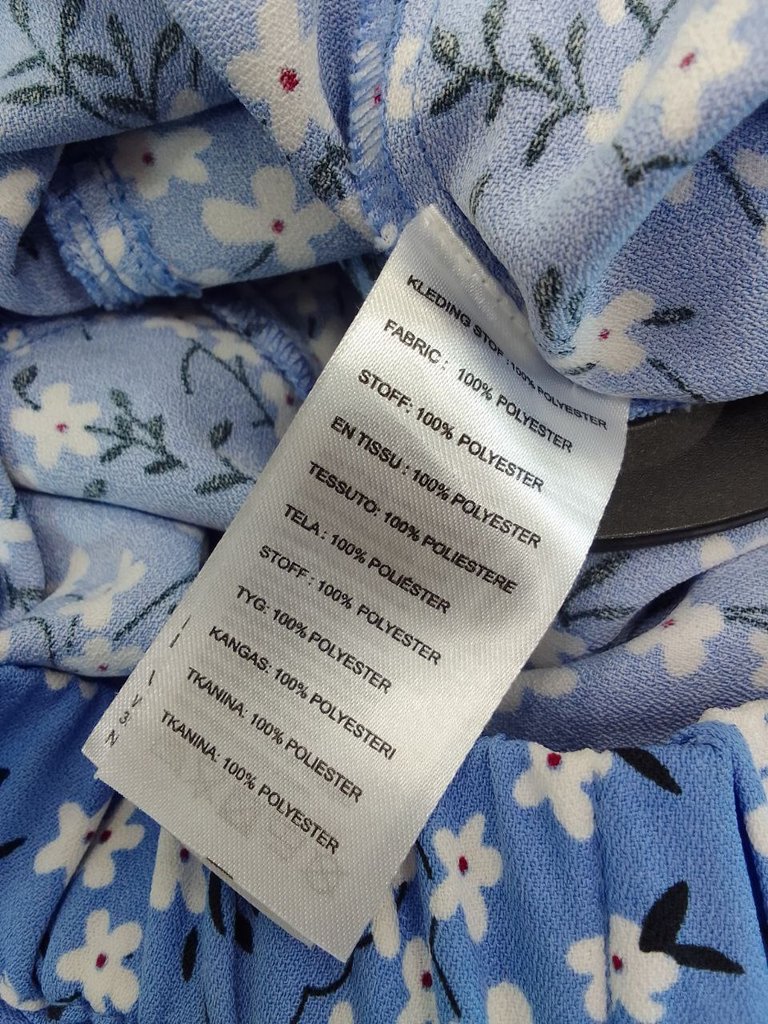 KLEDING STOF :100% POLYESTER
FABRIC : 100% POLYESTER
STOFF: 100% POLYESTER
EN TISSU : 100% POLYESTER
TESSUTO: 100% POLIESTERE
TELA : 100% POLIÉSTER
STOFF : 100% POLYESTER
TYG: 100% POLYESTER
KANGAS: 100% POLYESTERI
TKANINA: 100% POLIESTER
TKANINA: 100% POLYESTER